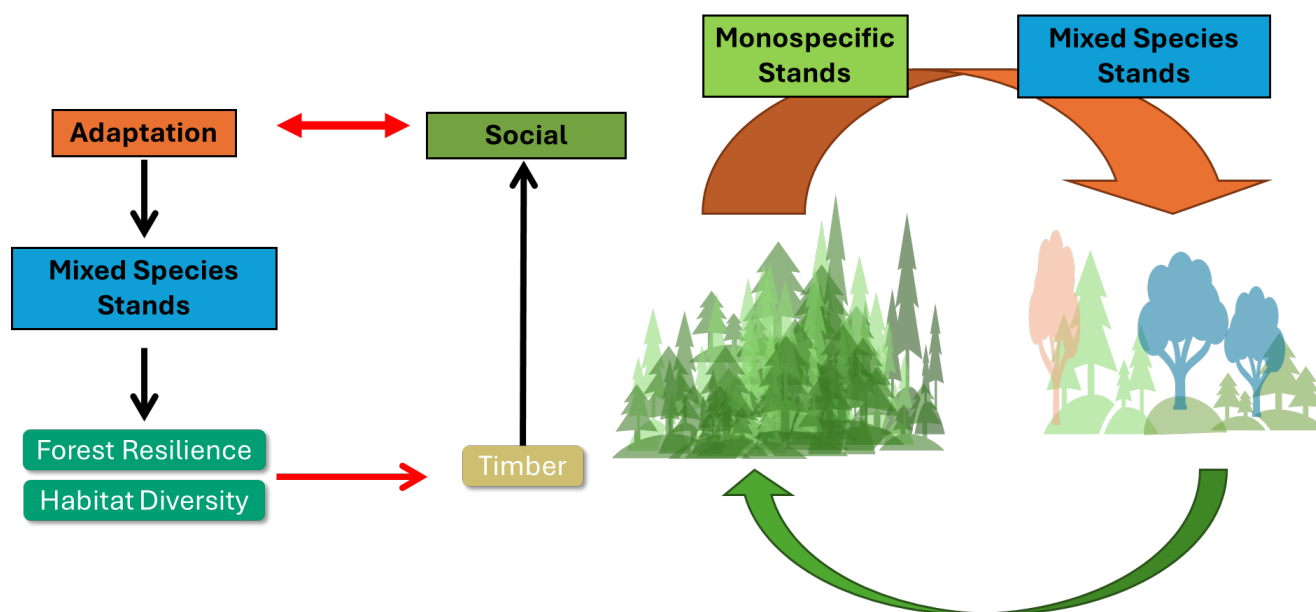 Adaptation
Social
Mixed Species
Stands
Forest Resilience
Habitat Diversity
Timber
Monospecific
Stands
Mixed Species
Stands